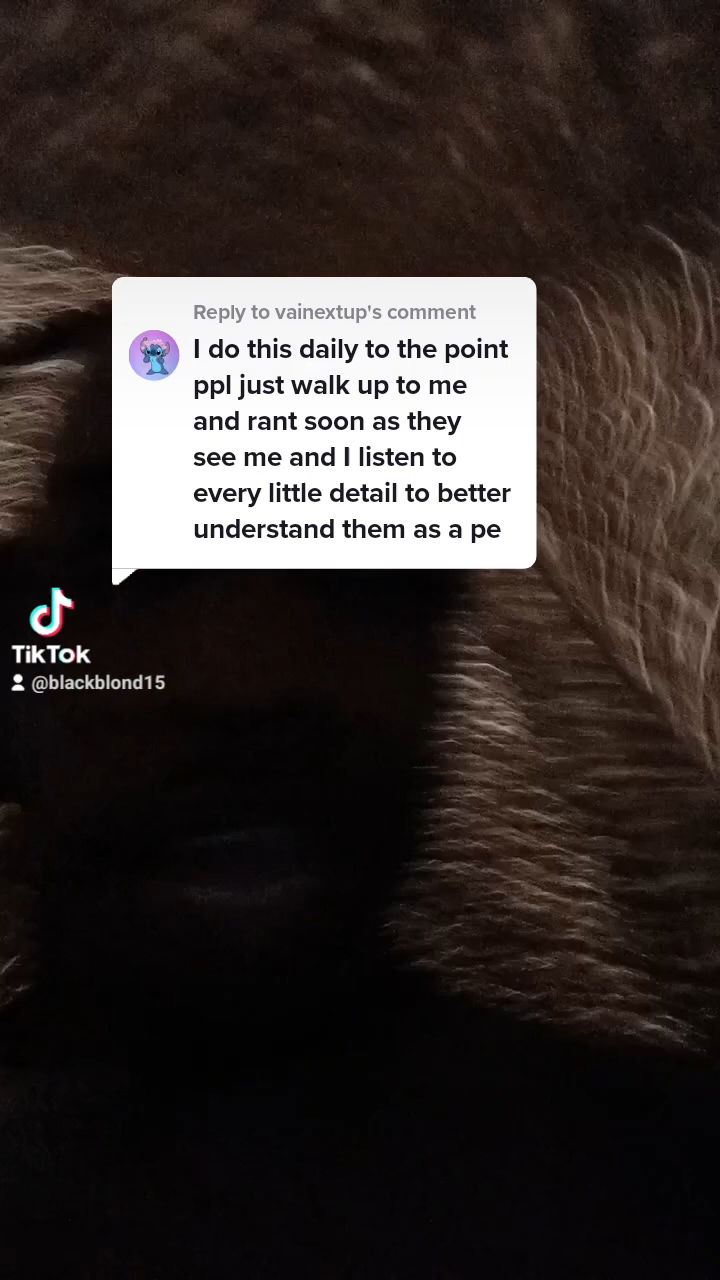 Reply to vainextup's comment
I do this daily to the point
ppl just walk up to me
and rant soon as they
see me and I listen to
every little detail to better
understand them as a pe
TikTok
@blackblond15